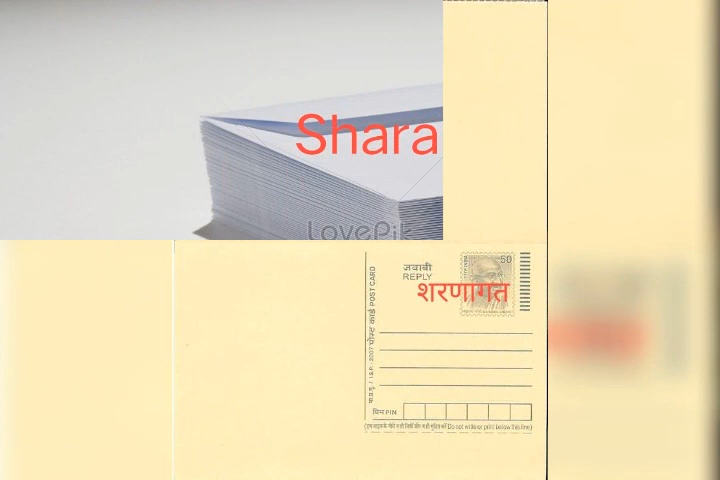 Shara
LovePik
जवाबी
REPLY
50
शरणागत
पोस्ट कार्ड POST CARD
पिन PIN
(Do not write or print below this line)